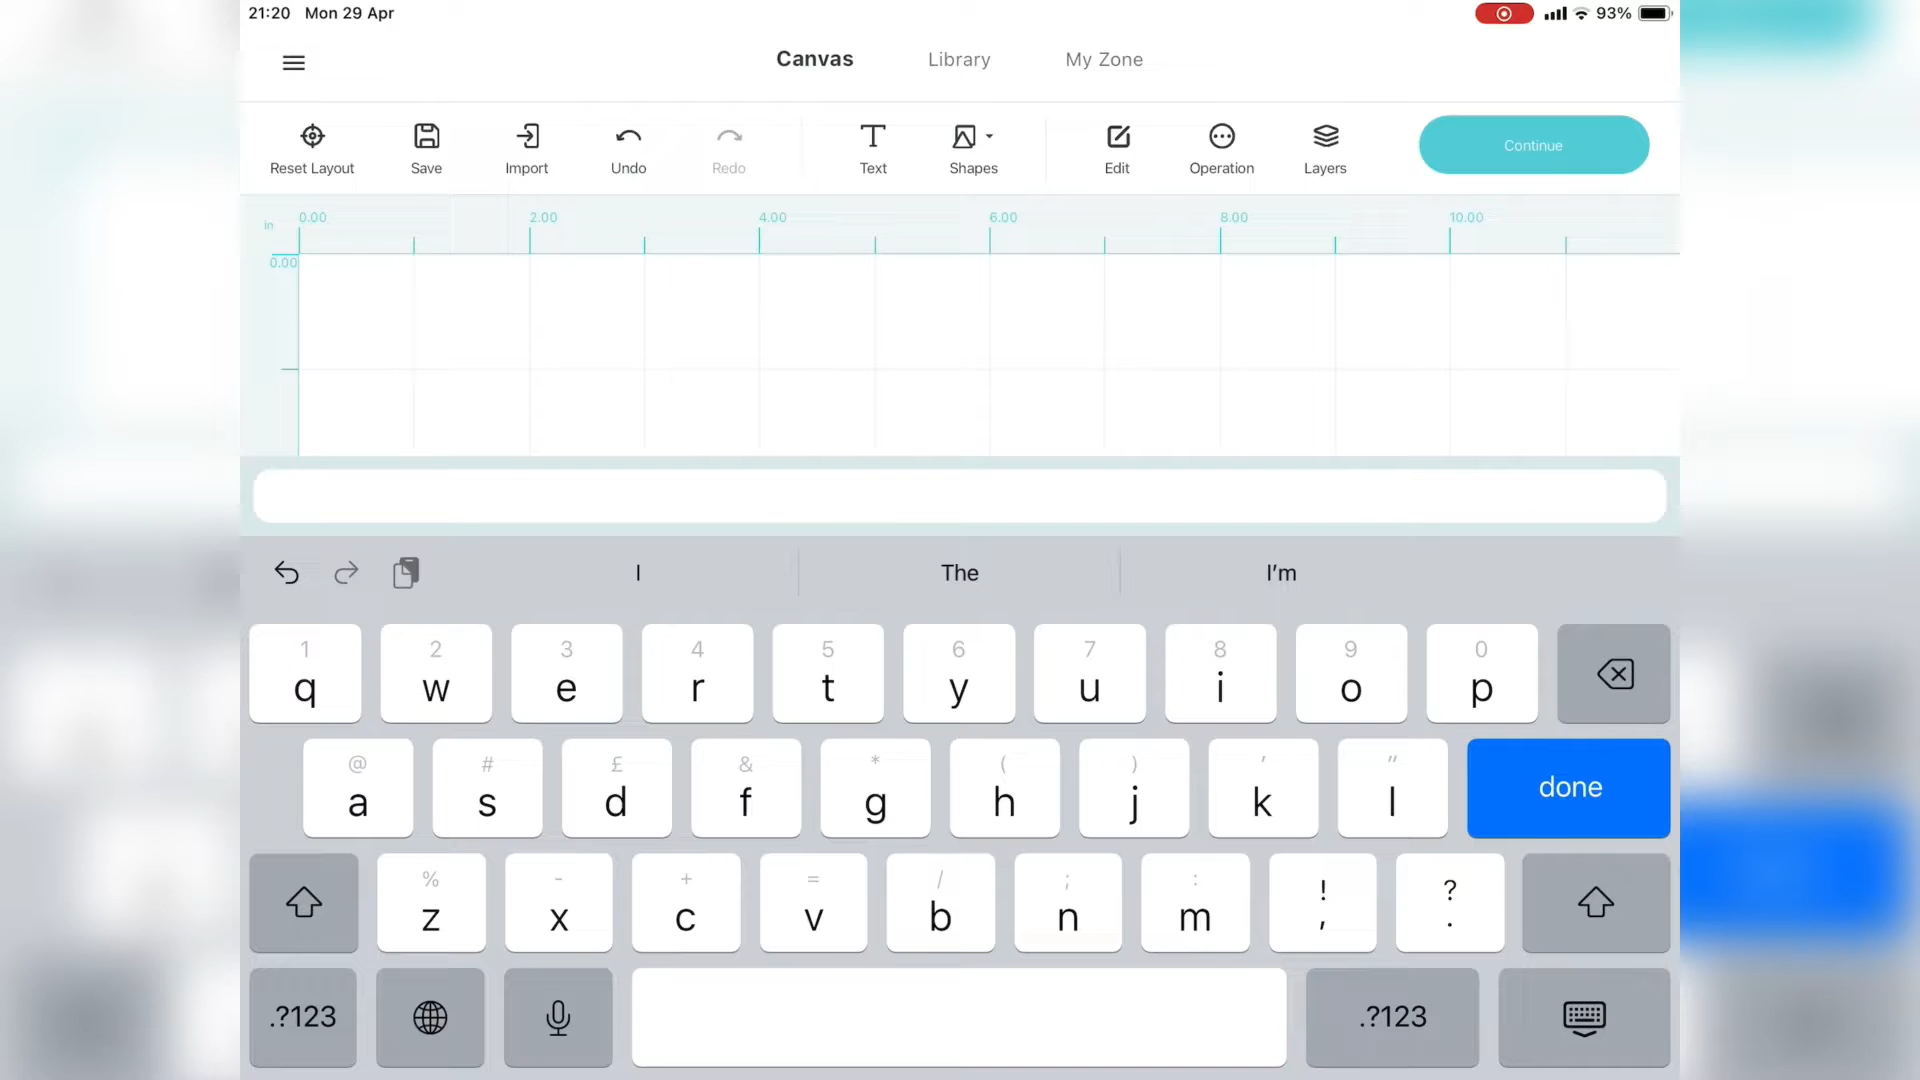 21:20 Mon 29 Apr 93%
Canvas Library My Zone
Reset Layout Save Import Undo Redo Text Shapes Edit Operation Layers Continue
in 0.00 2.00 4.00 6.00 8.00 10.00
0.00
I The I’m
1 2 3 4 5 6 7 8 9 0
q w e r t y u i o p
@ # £ & * ( ) ' "
a s d f g h j k l done
% - + = / ; : ! ?
z x c v b n m , .
.?123 .?123